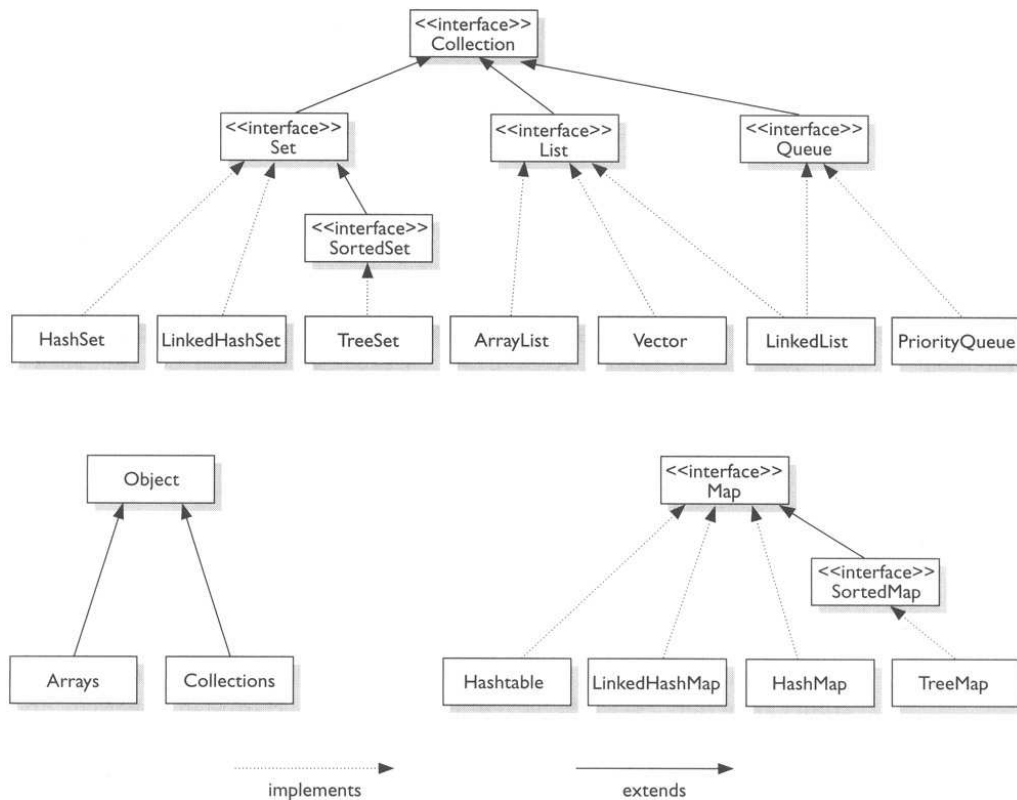 <<interface>>
Collection
<<interface>>
Set
<<interface>>
List
<<interface>>
Queue
<<interface>>
SortedSet
HashSet
LinkedHashSet
TreeSet
ArrayList
Vector
LinkedList
PriorityQueue
Object
<<interface>>
Map
<<interface>>
SortedMap
Arrays
Collections
Hashtable
LinkedHashMap
HashMap
TreeMap
implements
extends